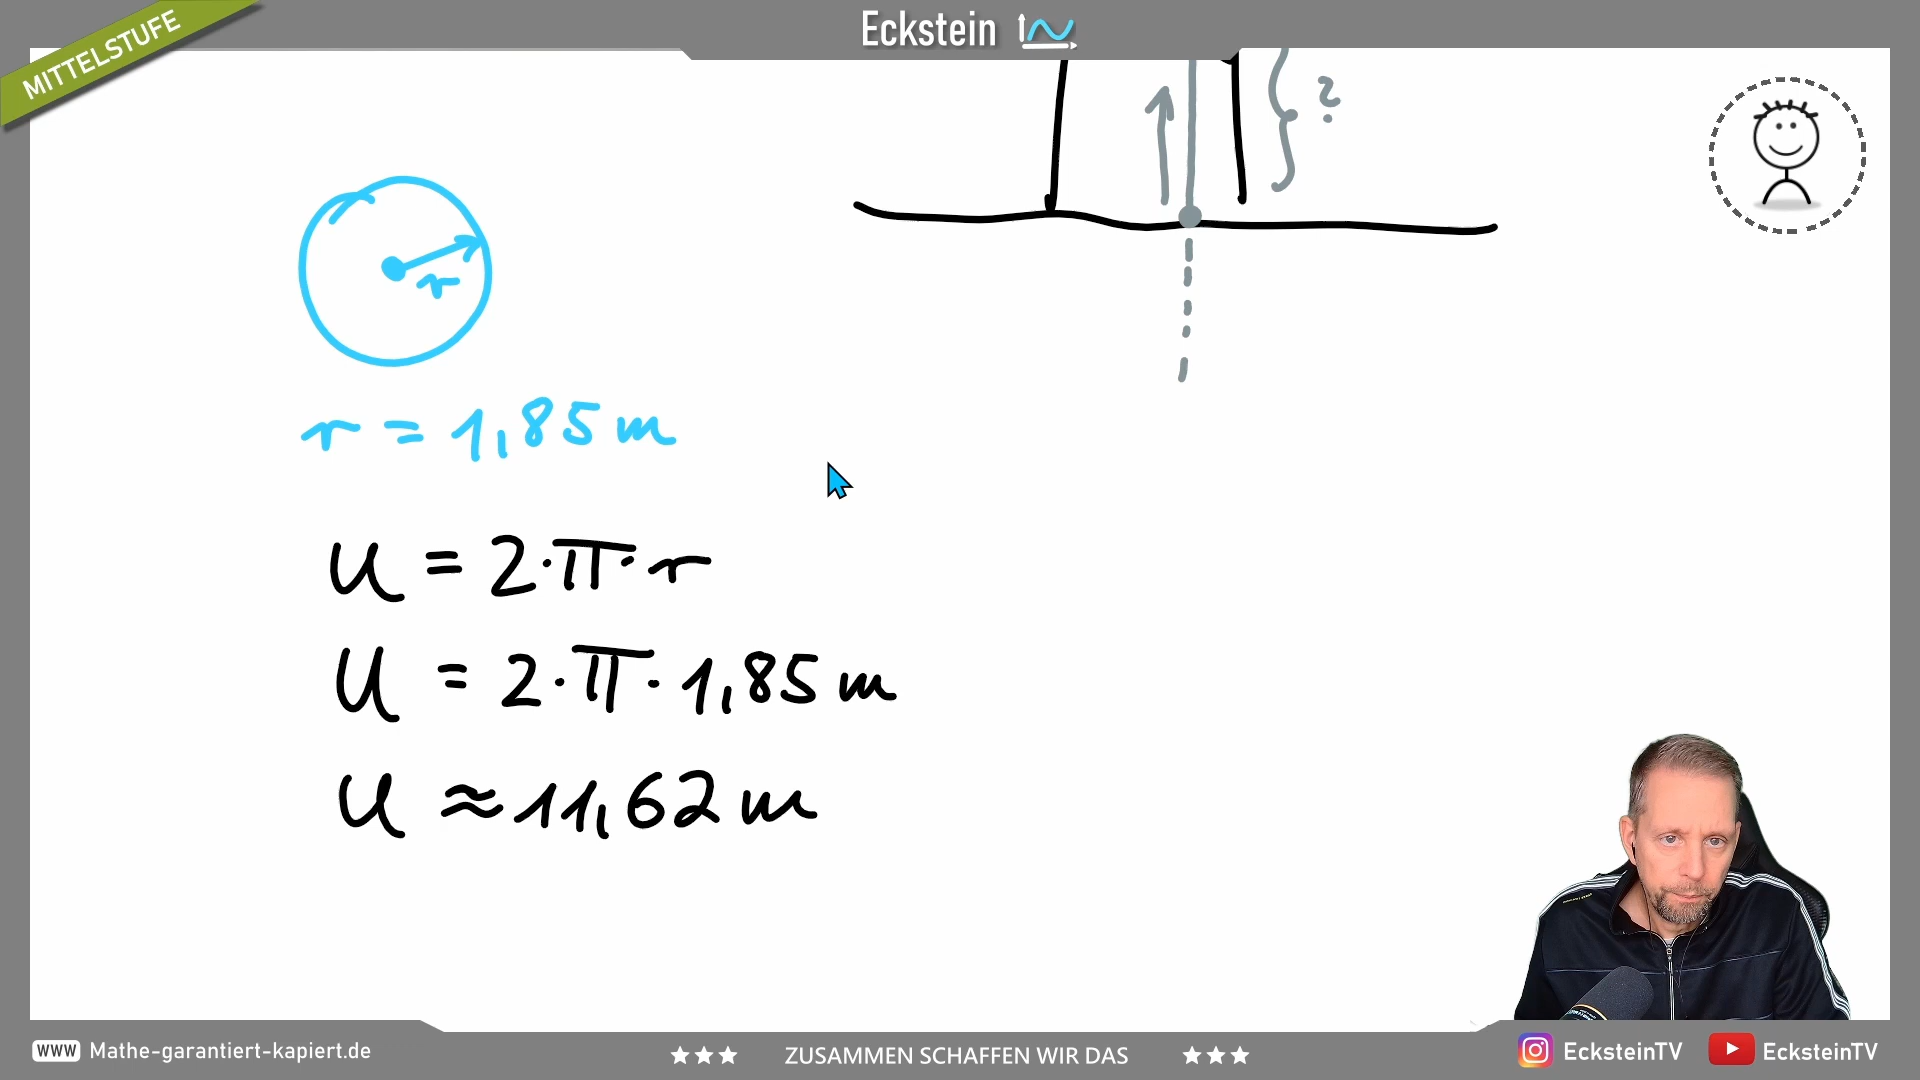 MITTELSTUFE
Eckstein
?
r
r = 1,85 m
U = 2·π·r
U = 2·π·1,85 m
U ≈ 11,62 m
www Mathe-garantiert-kapiert.de
★★★ ZUSAMMEN SCHAFFEN WIR DAS ★★★
EcksteinTV
EcksteinTV